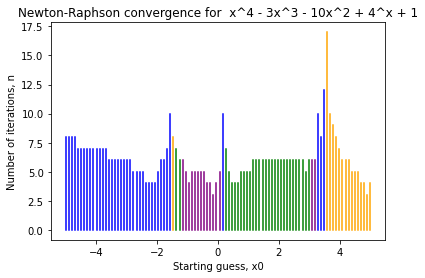 Newton-Raphson convergence for  x^4 - 3x^3 - 10x^2 + 4^x + 1
Number of iterations, n
17.5
15.0
12.5
10.0
7.5
5.0
2.5
0.0
−4 −2 0 2 4
Starting guess, x0